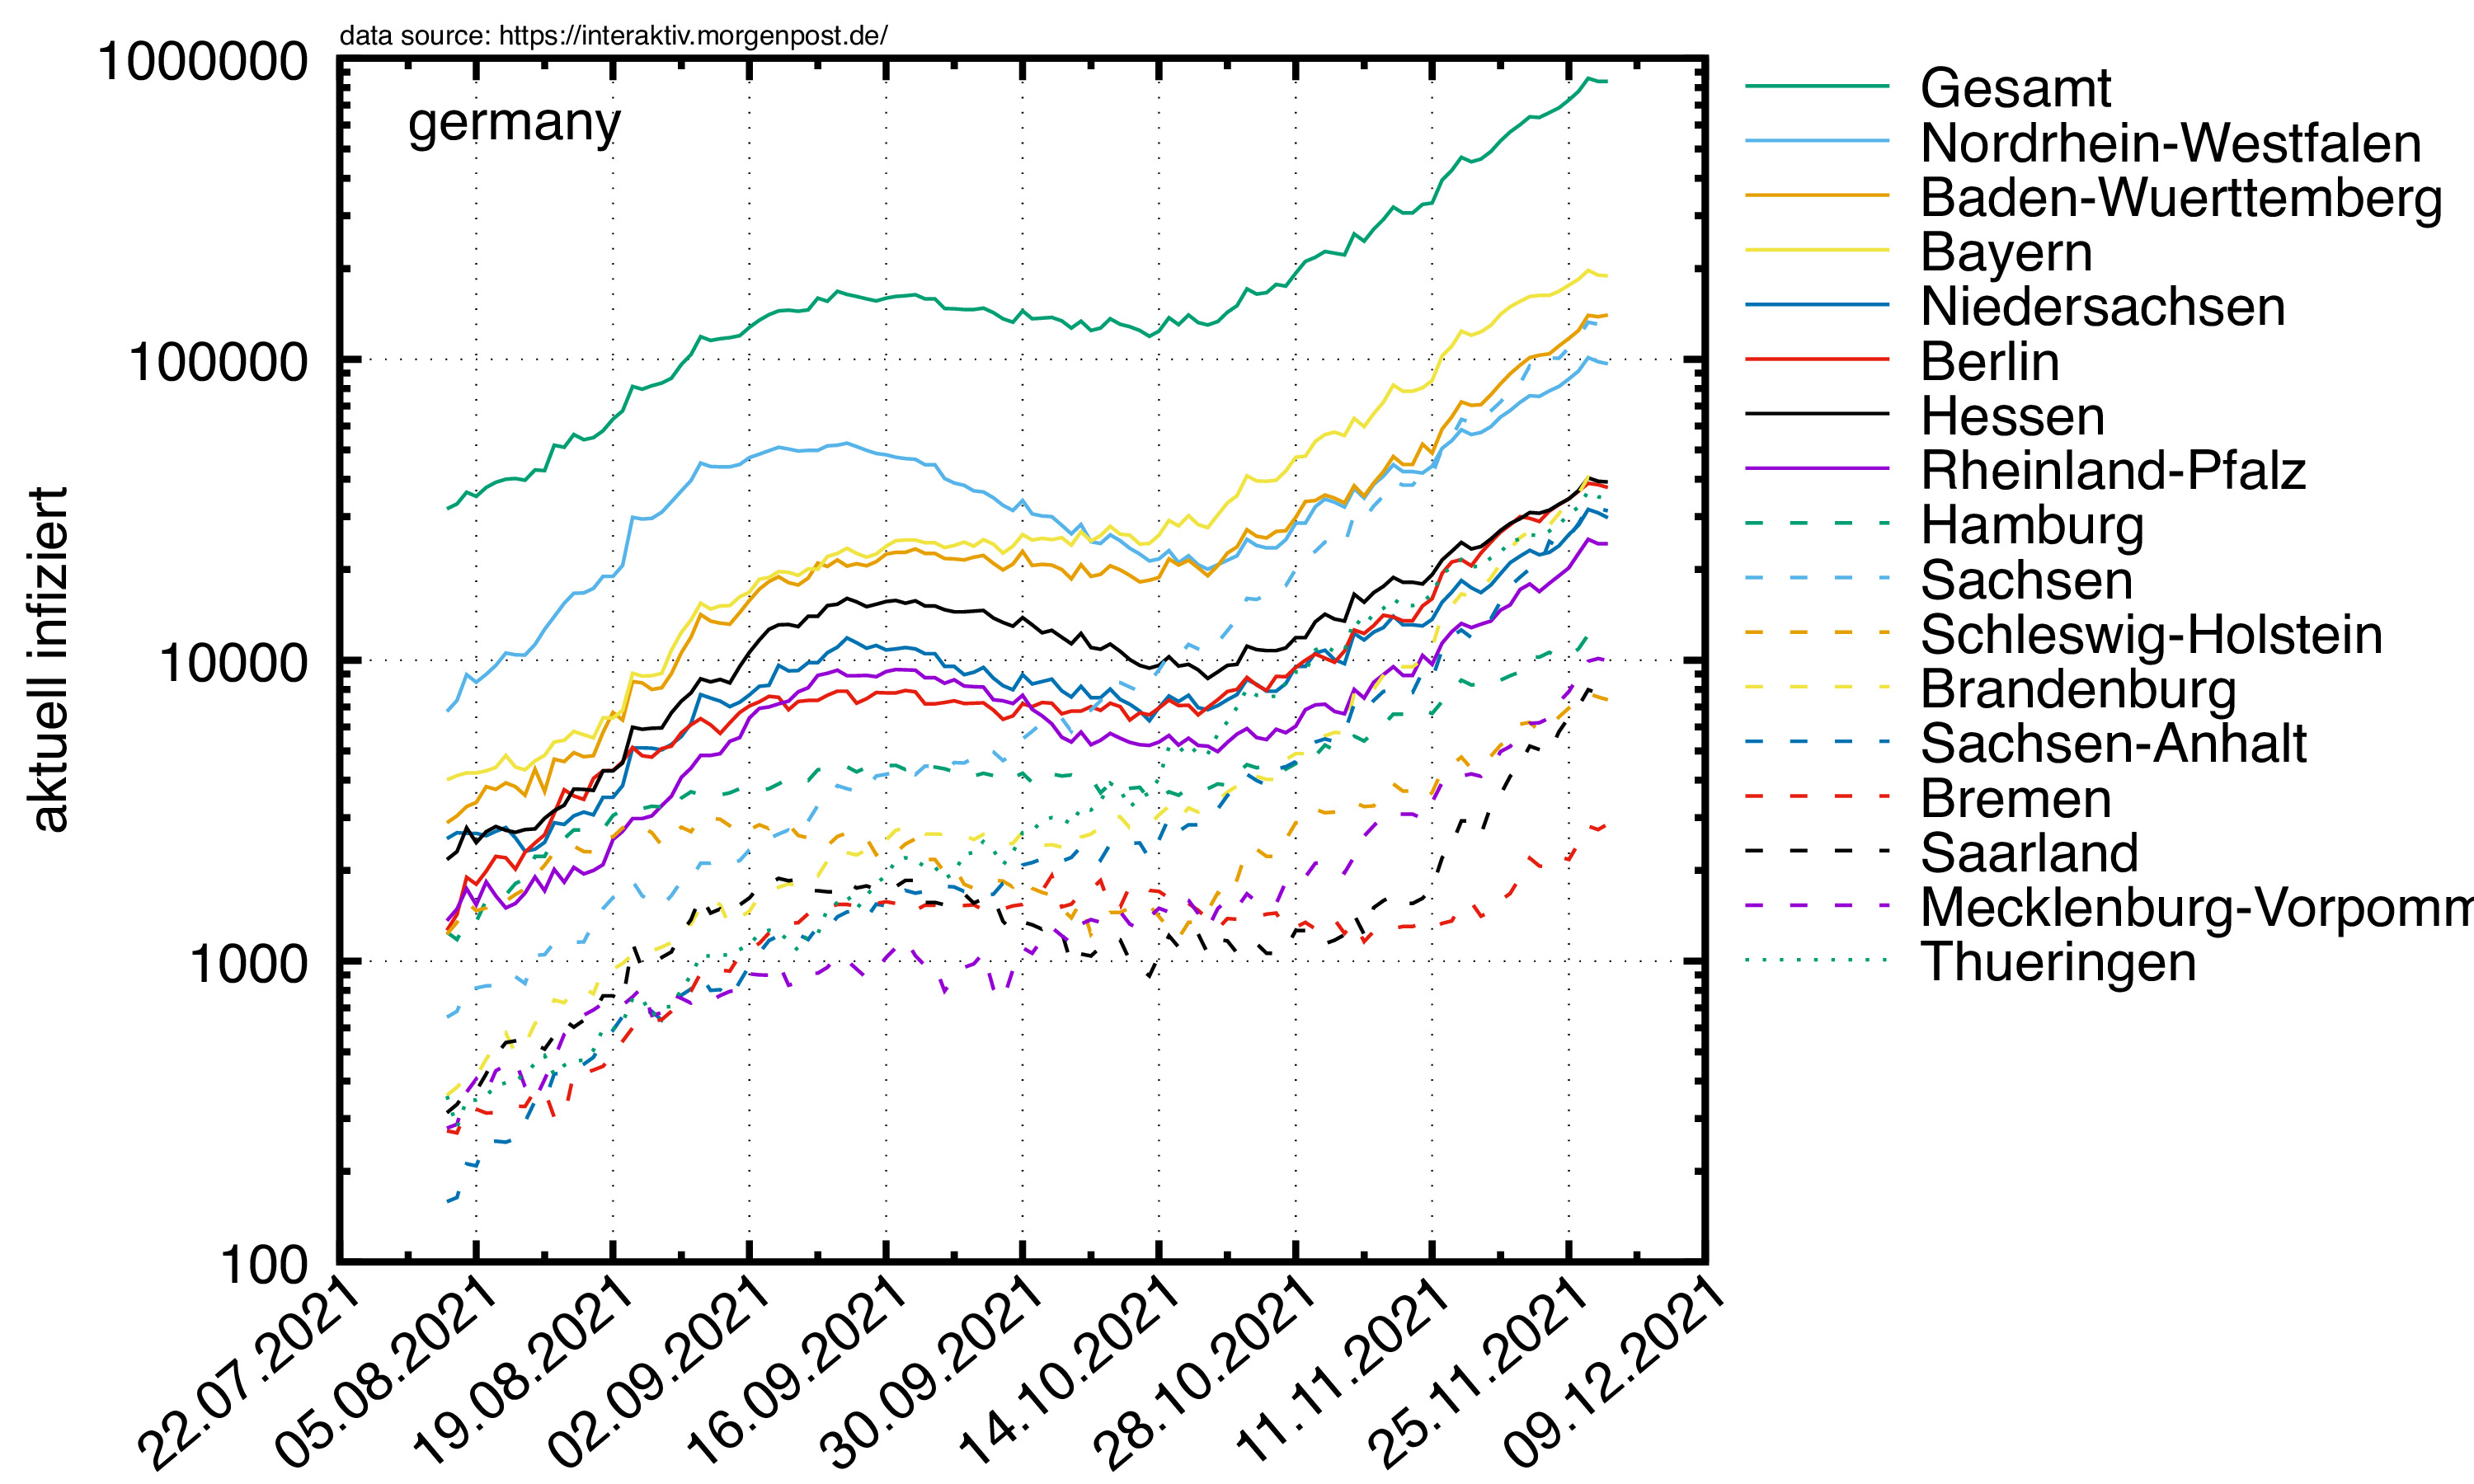 data source: https://interaktiv.morgenpost.de/
germany
1000000
100000
10000
1000
100
aktuell infiziert
22.07.2021
05.08.2021
19.08.2021
02.09.2021
16.09.2021
30.09.2021
14.10.2021
28.10.2021
11.11.2021
25.11.2021
09.12.2021
Gesamt
Nordrhein-Westfalen
Baden-Wuerttemberg
Bayern
Niedersachsen
Berlin
Hessen
Rheinland-Pfalz
Hamburg
Sachsen
Schleswig-Holstein
Brandenburg
Sachsen-Anhalt
Bremen
Saarland
Mecklenburg-Vorpomm
Thueringen